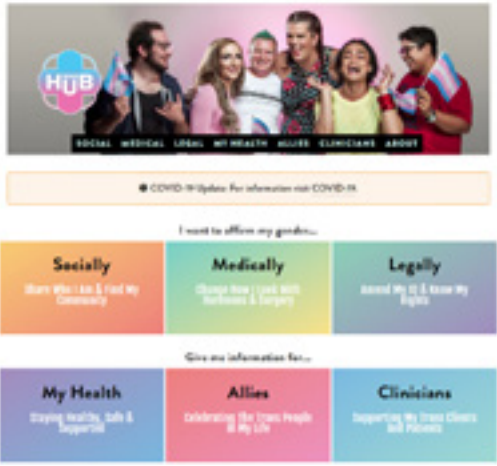 HUB
SOCIAL MEDICAL LEGAL MY HEALTH ALLIES CLINICIANS ABOUT
COVID-19 Update: For information visit COVID-19.
I want to affirm my gender...
Socially
Share Who I Am & Find My
Community
Medically
Change How I Look With
Hormones & Surgery
Legally
Amend My ID & Know My
Rights
Give me information for...
My Health
Staying Healthy, Safe &
Supported
Allies
Celebrating the Trans People
in My Life
Clinicians
Supporting My Trans Clients
and Patients